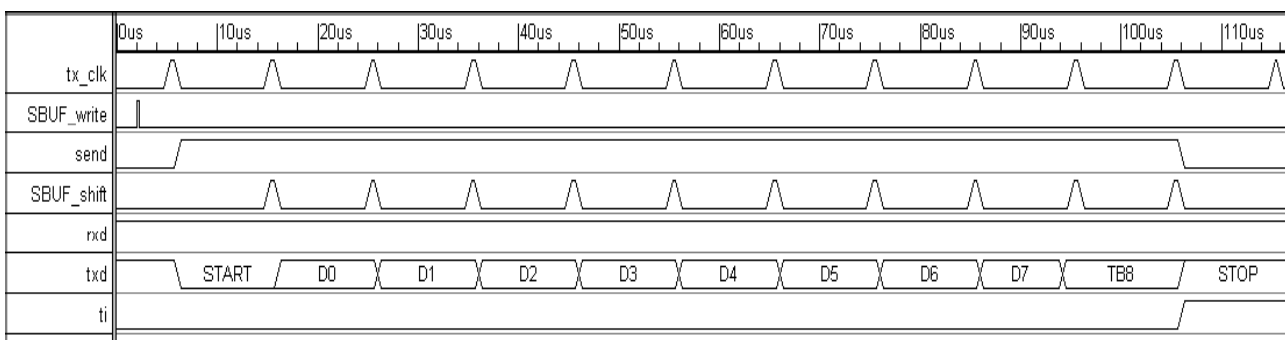 0us 10us 20us 30us 40us 50us 60us 70us 80us 90us 100us 110us
tx_clk
SBUF_write
send
SBUF_shift
rxd
txd START D0 D1 D2 D3 D4 D5 D6 D7 TB8 STOP
ti